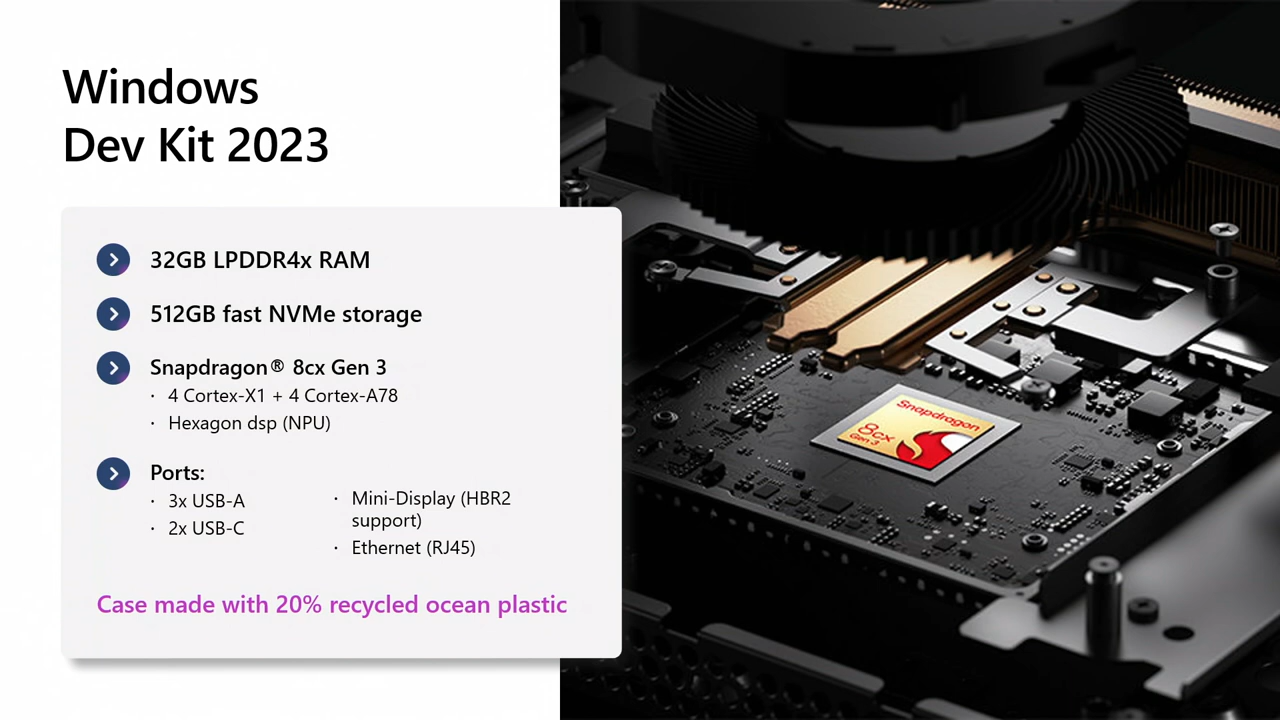 Windows
Dev Kit 2023
32GB LPDDR4x RAM
512GB fast NVMe storage
Snapdragon® 8cx Gen 3
· 4 Cortex-X1 + 4 Cortex-A78
· Hexagon dsp (NPU)
Ports:
· 3x USB-A
· 2x USB-C
· Mini-Display (HBR2
support)
· Ethernet (RJ45)
Case made with 20% recycled ocean plastic
Snapdragon
8cx
Gen 3